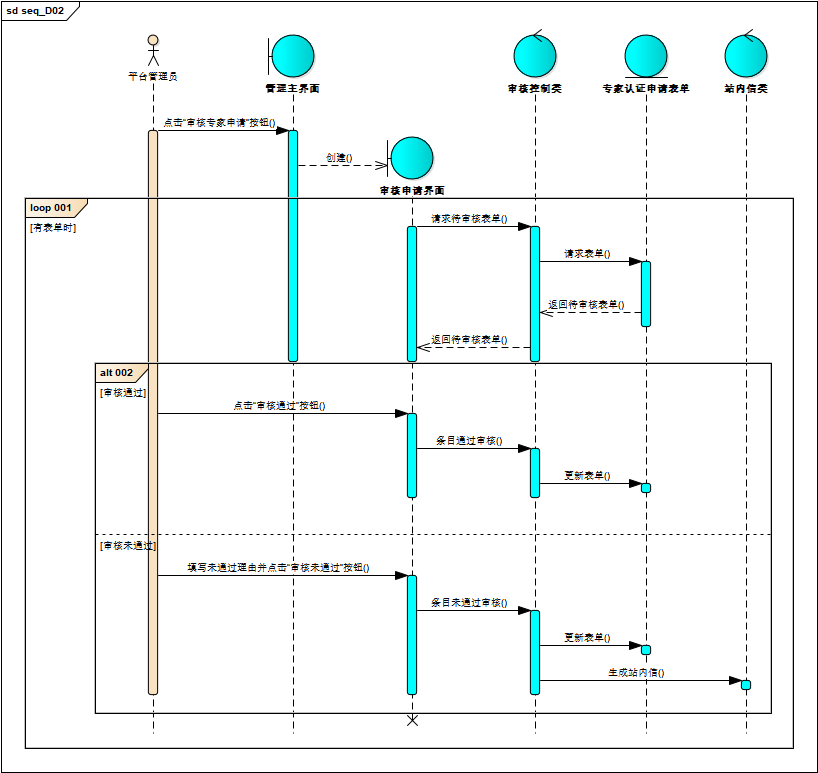 sd seq_D02
平台管理员
管理主界面
审核控制类
专家认证申请表单
站内信类
点击“审核专家申请”按钮()
创建()
审核申请界面
loop 001
[有表单时]
请求待审核表单()
请求表单()
返回待审核表单()
返回待审核表单()
alt 002
[审核通过]
点击“审核通过”按钮()
条目通过审核()
更新表单()
[审核未通过]
填写未通过理由并点击“审核未通过”按钮()
条目未通过审核()
更新表单()
生成站内信()